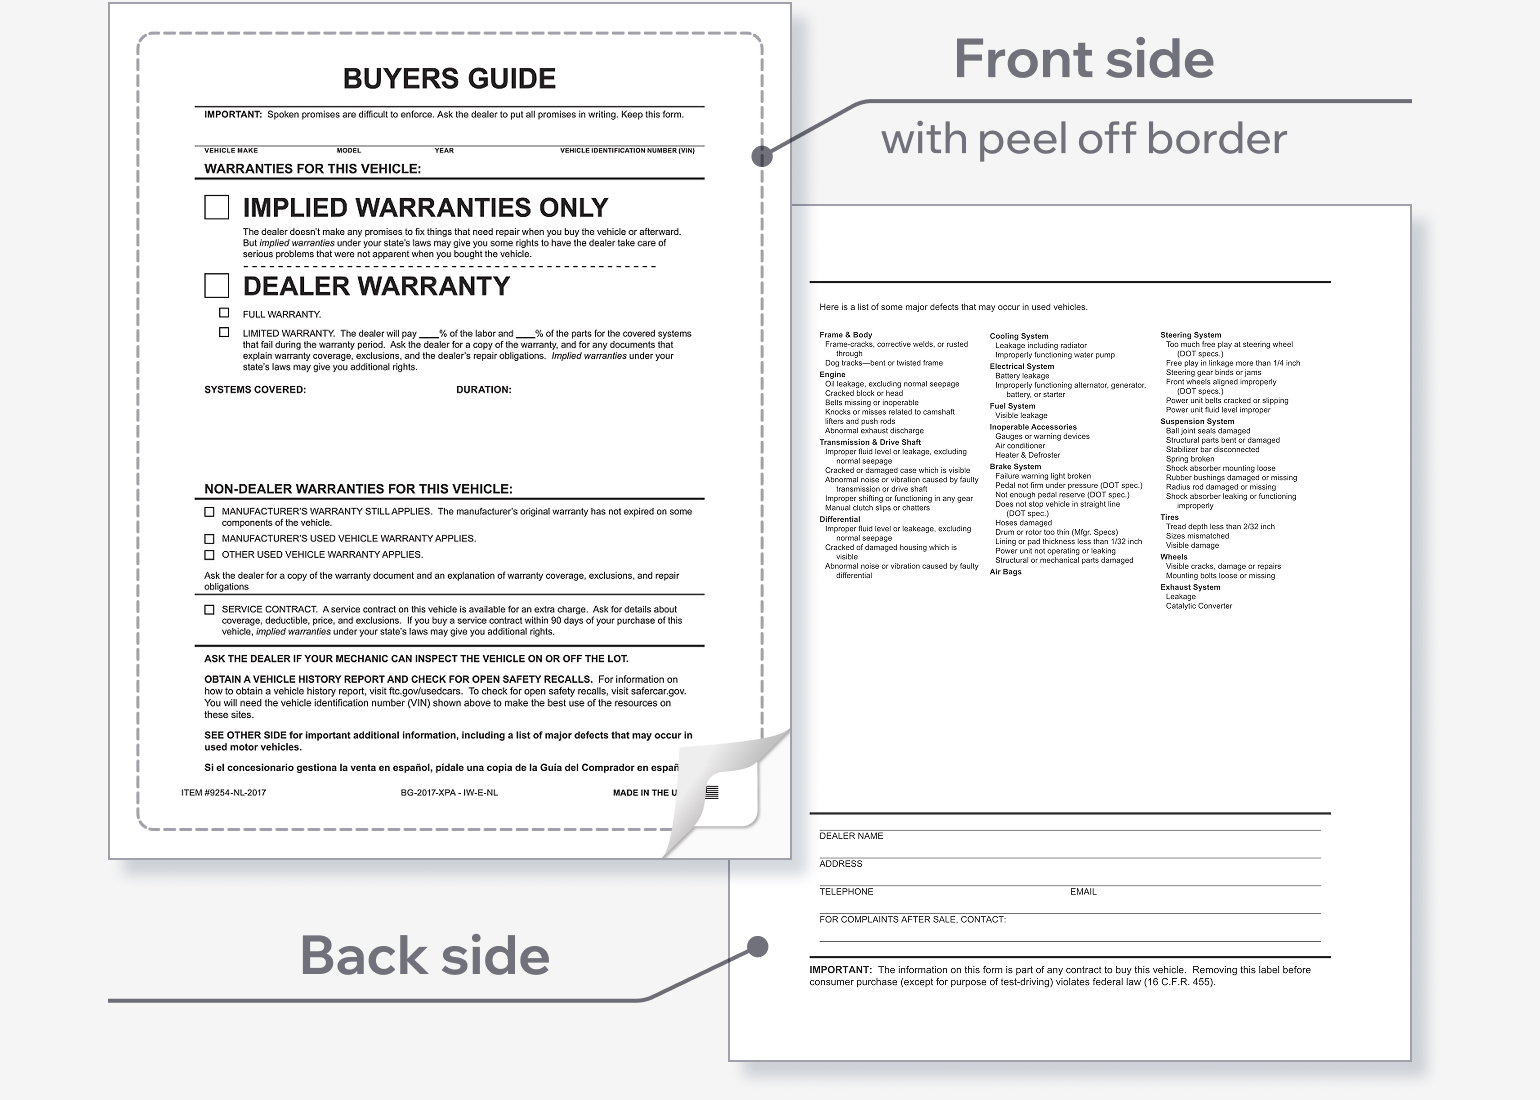 BUYERS GUIDE
IMPORTANT: Spoken promises are difficult to enforce. Ask the dealer to put all promises in writing. Keep this form.
VEHICLE MAKE MODEL YEAR VEHICLE IDENTIFICATION NUMBER (VIN)
WARRANTIES FOR THIS VEHICLE:
IMPLIED WARRANTIES ONLY
The dealer doesn't make any promises to fix things that need repair when you buy the vehicle or afterward.
But implied warranties under your state's laws may give you some rights to have the dealer take care of
serious problems that were not apparent when you bought the vehicle.
DEALER WARRANTY
FULL WARRANTY.
LIMITED WARRANTY. The dealer will pay ____% of the labor and ____% of the parts for the covered systems
that fail during the warranty period. Ask the dealer for a copy of the warranty, and for any documents that
explain warranty coverage, exclusions, and the dealer's repair obligations. Implied warranties under your
state's laws may give you additional rights.
SYSTEMS COVERED: DURATION:
NON-DEALER WARRANTIES FOR THIS VEHICLE:
MANUFACTURER'S WARRANTY STILL APPLIES. The manufacturer's original warranty has not expired on some
components of the vehicle.
MANUFACTURER'S USED VEHICLE WARRANTY APPLIES.
OTHER USED VEHICLE WARRANTY APPLIES.
Ask the dealer for a copy of the warranty document and an explanation of warranty coverage, exclusions, and repair
obligations
SERVICE CONTRACT. A service contract on this vehicle is available for an extra charge. Ask for details about
coverage, deductible, price, and exclusions. If you buy a service contract within 90 days of your purchase of this
vehicle, implied warranties under your state's laws may give you additional rights.
ASK THE DEALER IF YOUR MECHANIC CAN INSPECT THE VEHICLE ON OR OFF THE LOT.
OBTAIN A VEHICLE HISTORY REPORT AND CHECK FOR OPEN SAFETY RECALLS. For information on
how to obtain a vehicle history report, visit ftc.gov/usedcars. To check for open safety recalls, visit safercar.gov.
You will need the vehicle identification number (VIN) shown above to make the best use of the resources on
these sites.
SEE OTHER SIDE for important additional information, including a list of major defects that may occur in
used motor vehicles.
Si el concesionario gestiona la venta en español, pídale una copia de la Guía del Comprador en españ
ITEM #9254-NL-2017 BG-2017-XPA - IW-E-NL MADE IN THE U
Front side
with peel off border
Here is a list of some major defects that may occur in used vehicles.
Frame & Body
Frame-cracks, corrective welds, or rusted
through
Dog tracks—bent or twisted frame
Engine
Oil leakage, excluding normal seepage
Cracked block or head
Belts missing or inoperable
Knocks or misses related to camshaft
lifters and push rods
Abnormal exhaust discharge
Transmission & Drive Shaft
Improper fluid level or leakage, excluding
normal seepage
Cracked or damaged case which is visible
Abnormal noise or vibration caused by faulty
transmission or drive shaft
Improper shifting or functioning in any gear
Manual clutch slips or chatters
Differential
Improper fluid level or leakeage, excluding
normal seepage
Cracked of damaged housing which is
visible
Abnormal noise or vibration caused by faulty
differential
Cooling System
Leakage including radiator
Improperly functioning water pump
Electrical System
Battery leakage
Improperly functioning alternator, generator,
battery, or starter
Fuel System
Visible leakage
Inoperable Accessories
Gauges or warning devices
Air conditioner
Heater & Defroster
Brake System
Failure warning light broken
Pedal not firm under pressure (DOT spec.)
Not enough pedal reserve (DOT spec.)
Does not stop vehicle in straight line
(DOT spec.)
Hoses damaged
Drum or rotor too thin (Mfgr. Specs)
Lining or pad thickness less than 1/32 inch
Power unit not operating or leaking
Structural or mechanical parts damaged
Air Bags
Steering System
Too much free play at steering wheel
(DOT specs.)
Free play in linkage more than 1/4 inch
Steering gear binds or jams
Front wheels aligned improperly
(DOT specs.)
Power unit belts cracked or slipping
Power unit fluid level improper
Suspension System
Ball joint seals damaged
Structural parts bent or damaged
Stabilizer bar disconnected
Spring broken
Shock absorber mounting loose
Rubber bushings damaged or missing
Radius rod damaged or missing
Shock absorber leaking or functioning
improperly
Tires
Tread depth less than 2/32 inch
Sizes mismatched
Visible damage
Wheels
Visible cracks, damage or repairs
Mounting bolts loose or missing
Exhaust System
Leakage
Catalytic Converter
DEALER NAME
ADDRESS
TELEPHONE EMAIL
FOR COMPLAINTS AFTER SALE, CONTACT:
IMPORTANT: The information on this form is part of any contract to buy this vehicle. Removing this label before
consumer purchase (except for purpose of test-driving) violates federal law (16 C.F.R. 455).
Back side